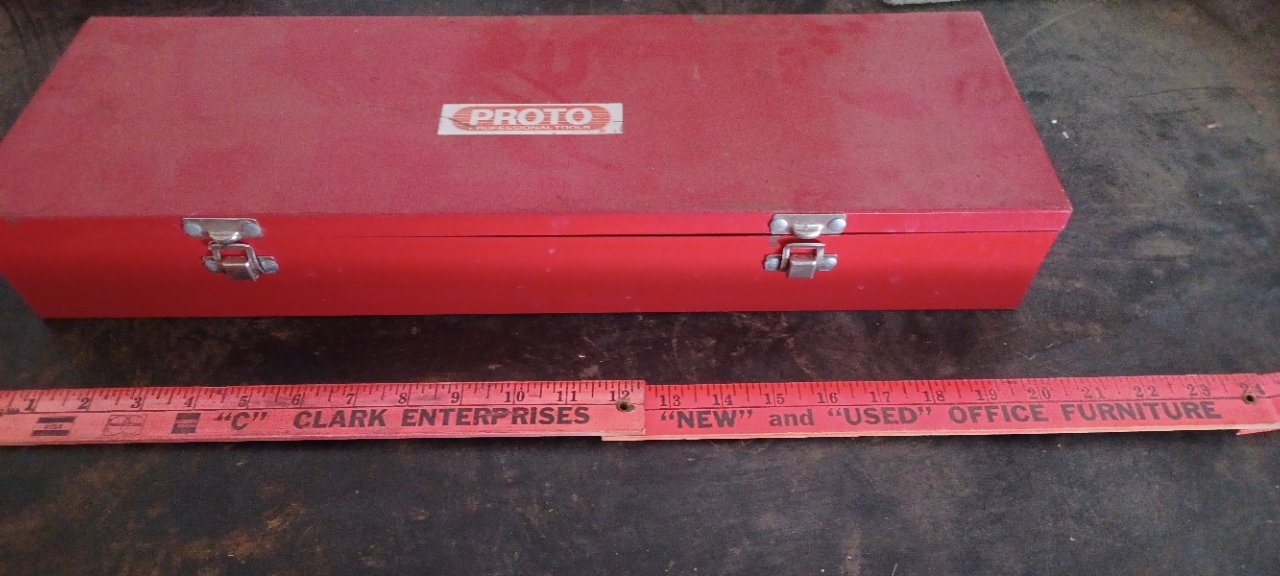 PROTO
PROFESSIONAL TOOLS
1 2 3 4 5 6 7 8 9 10 11 12 13 14 15 16 17 18 19 20 21 22 23 24
"C" CLARK ENTERPRISES "NEW" and "USED" OFFICE FURNITURE